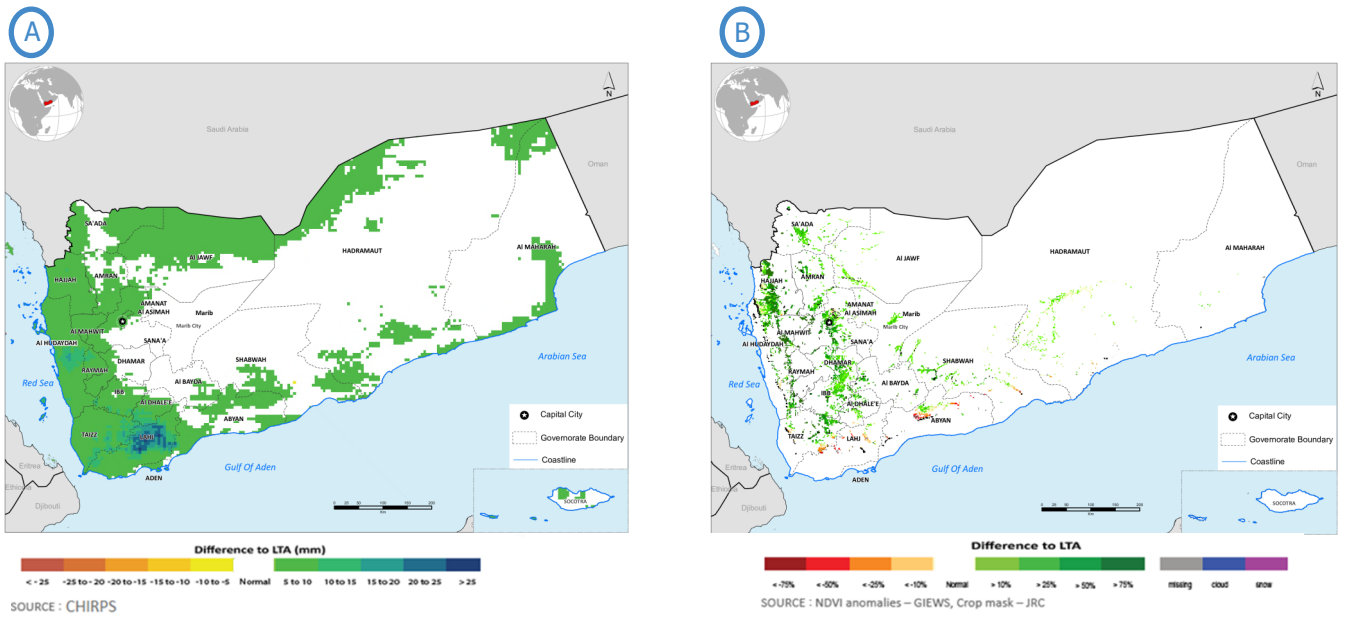 A
N
Saudi Arabia
Oman
SA'ADA
HADRAMAUT
Al MAHARAH
Al JAWF
HAJJAH
AMRAN
AMANAT
Al ASIMAH
Marib
Marib City
Al MAHWIT
Al HUDAYDAH
SANA'A
DHAMAR
SHABWAH
Arabian Sea
RAYMAH
Red Sea
Al BAYDA
IBB
Al DHALE'E
ABYAN
TAIZZ
LAHJ
Capital City
Governorate Boundary
Coastline
Eritrea
Gulf Of Aden
ADEN
Djibouti
SOCOTRA
Difference to LTA (mm)
< - 25 -25 to - 20 -20 to -15 -15 to -10 -10 to -5 Normal 5 to 10 10 to 15 15 to 20 20 to 25 > 25
SOURCE : CHIRPS
B
N
Saudi Arabia
Oman
SA'ADA
HADRAMAUT
Al MAHARAH
Al JAWF
HAJJAH
AMRAN
AMANAT
Al ASIMAH
Marib
Marib City
Al MAHWIT
Al HUDAYDAH
SANA'A
DHAMAR
SHABWAH
Arabian Sea
RAYMAH
Red Sea
Al BAYDA
IBB
Al DHALE'E
ABYAN
TAIZZ
LAHJ
Capital City
Governorate Boundary
Coastline
Eritrea
Gulf Of Aden
ADEN
Djibouti
SOCOTRA
Difference to LTA
< -75% <-50% <-25% <-10% Normal > 10% > 25% > 50% > 75% missing cloud snow
SOURCE : NDVI anomalies – GIEWS, Crop mask – JRC